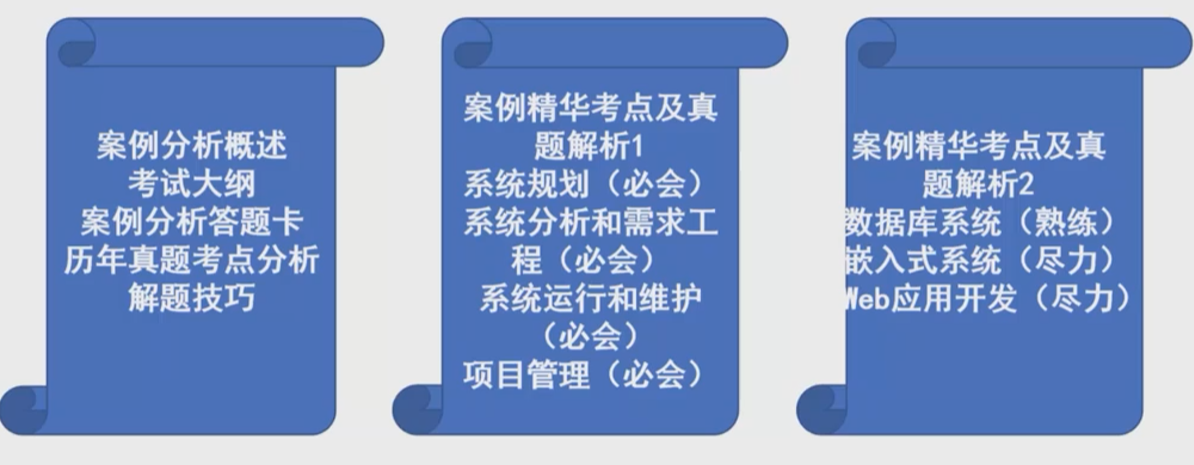 案例分析概述
考试大纲
案例分析答题卡
历年真题考点分析
解题技巧
案例精华考点及真
题解析1
系统规划（必会）
系统分析和需求工
程（必会）
系统运行和维护
（必会）
项目管理（必会）
案例精华考点及真
题解析2
数据库系统（熟练）
嵌入式系统（尽力）
Web应用开发（尽力）